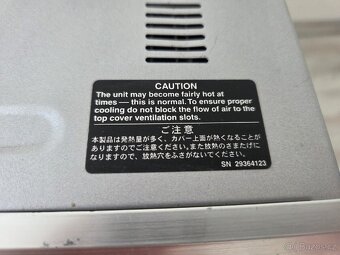 CAUTION
The unit may become fairly hot at
times — this is normal. To ensure proper
cooling do not block the flow of air to the
top cover ventilation slots.
ご注意
本製品は発熱量が多く、カバー上面が熱くなることが
ありますのでご注意ください。また放熱のさまたげに
なりますので、放熱穴をふさがないでください。
SN 29364123